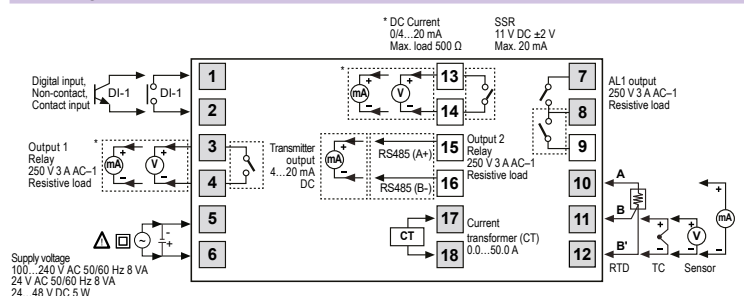 * DC Current
0/4...20 mA
Max. load 500 Ω
SSR
11 V DC ±2 V
Max. 20 mA
Digital input,
Non-contact,
Contact input
DI-1
DI-1
1
2
*
mA
V
+
-
+
-
13
14
7
8
9
AL1 output
250 V 3 A AC–1
Resistive load
Output 1
Relay
250 V 3 A AC–1
Resistive load
*
mA
V
+
-
+
-
3
4
Transmitter
output
4...20 mA
DC
mA
+
-
RS485 (A+)
RS485 (B-)
15
16
Output 2
Relay
250 V 3 A AC–1
Resistive load
10
11
12
A
B
B'
RTD
+
-
TC
+
V
-
Sensor
+
mA
-
5
6
-
+
Supply voltage
100...240 V AC 50/60 Hz 8 VA
24 V AC 50/60 Hz 8 VA
24...48 V DC 5 W
CT
17
18
Current
transformer (CT)
0.0...50.0 A